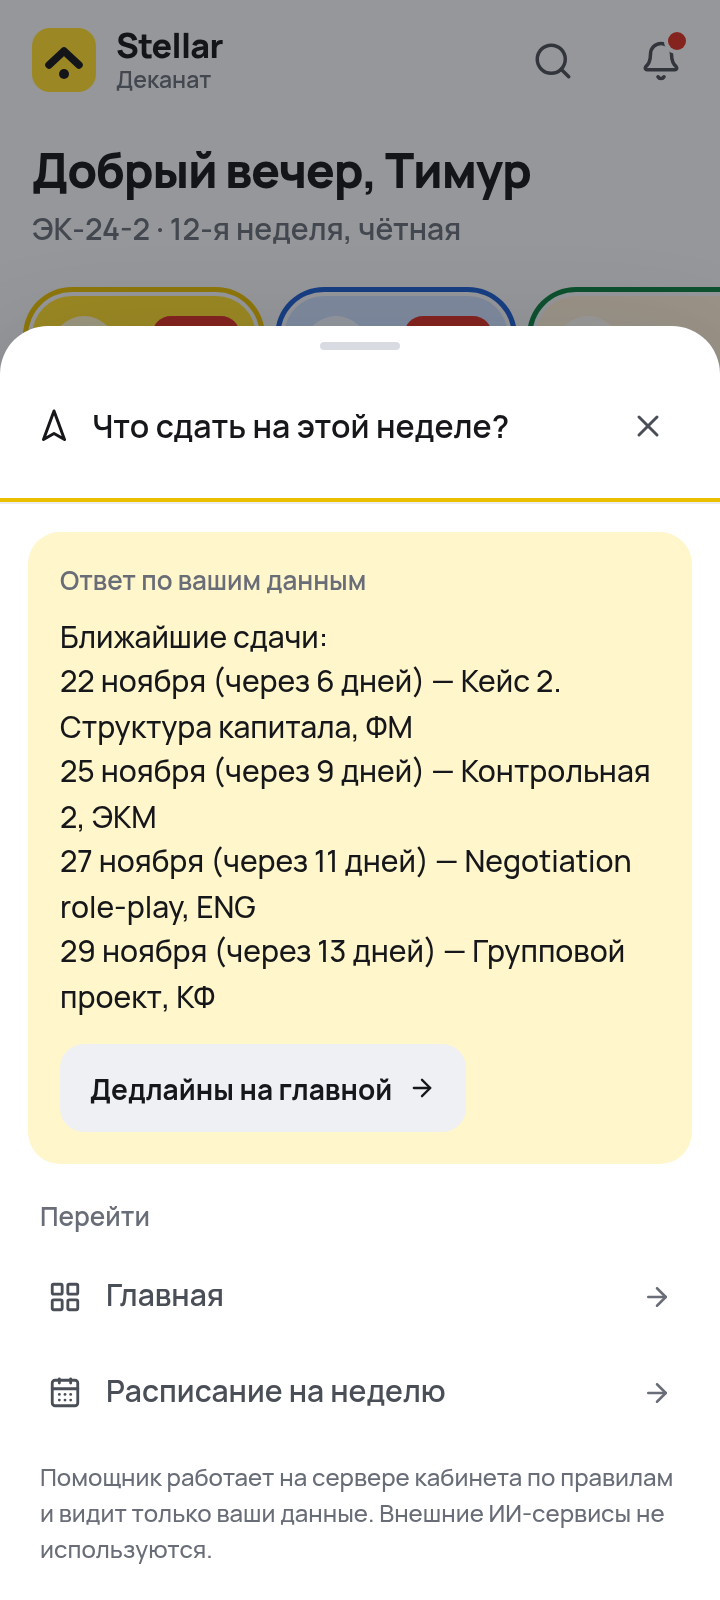 Stellar
Деканат
Добрый вечер, Тимур
ЭК-24-2 · 12-я неделя, чётная
Что сдать на этой неделе?
Ответ по вашим данным
Ближайшие сдачи:
22 ноября (через 6 дней) — Кейс 2.
Структура капитала, ФМ
25 ноября (через 9 дней) — Контрольная
2, ЭКМ
27 ноября (через 11 дней) — Negotiation
role-play, ENG
29 ноября (через 13 дней) — Групповой
проект, КФ
Дедлайны на главной
Перейти
Главная
Расписание на неделю
Помощник работает на сервере кабинета по правилам
и видит только ваши данные. Внешние ИИ-сервисы не
используются.